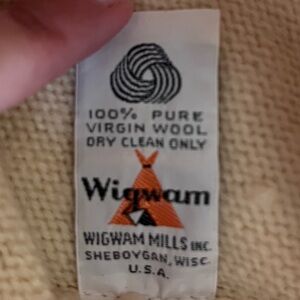 100% PURE
VIRGIN WOOL
DRY CLEAN ONLY
Wigwam
WIGWAM MILLS INC.
SHEBOYGAN, WISC.
U.S.A.